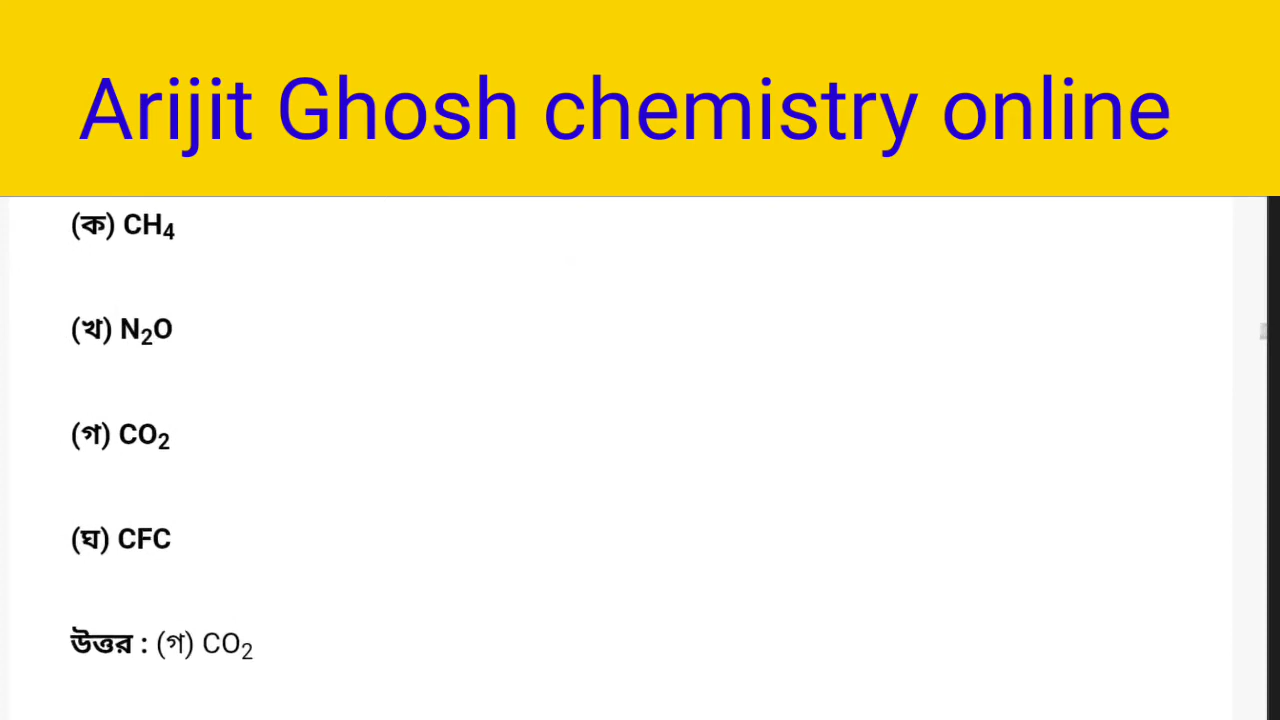 Arijit Ghosh chemistry online
(ক) CH₄
(খ) N₂O
(গ) CO₂
(ঘ) CFC
উত্তর : (গ) CO₂